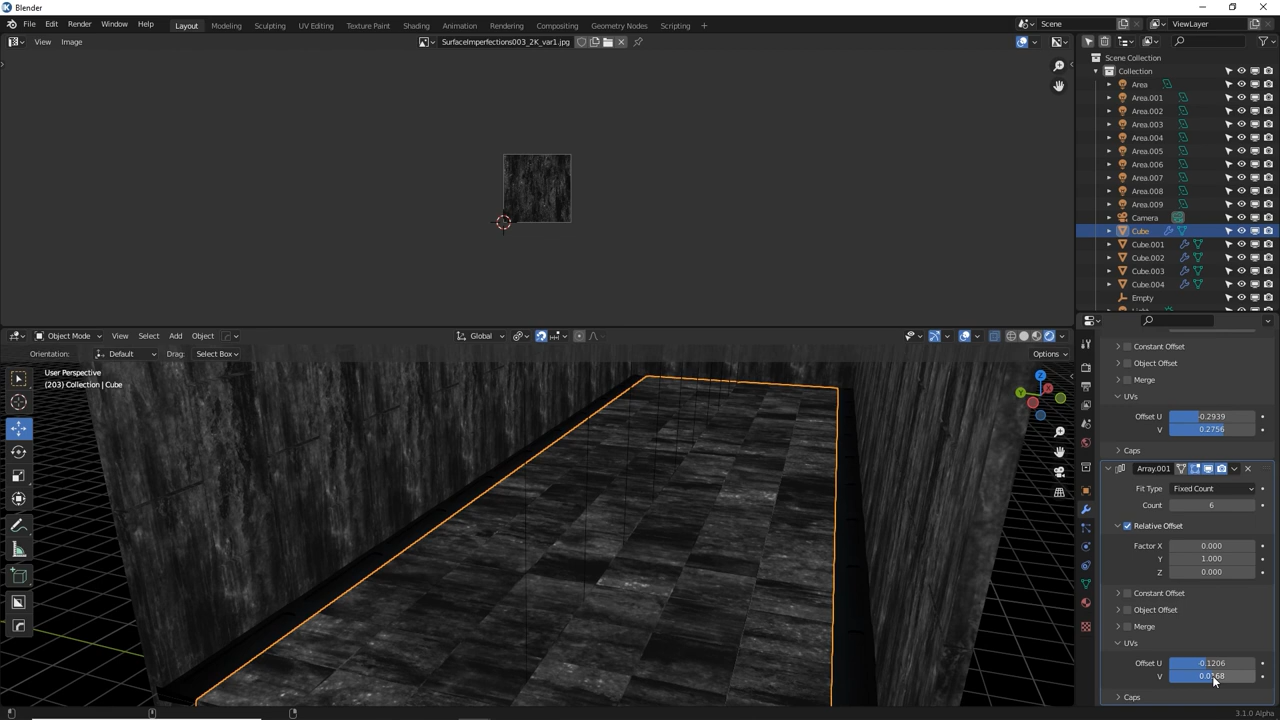 Blender
File Edit Render Window Help Layout Modeling Sculpting UV Editing Texture Paint Shading Animation Rendering Compositing Geometry Nodes Scripting + Scene ViewLayer
View Image SurfaceImperfections003_2K_var1.jpg
Scene Collection
Collection
Area
Area.001
Area.002
Area.003
Area.004
Area.005
Area.006
Area.007
Area.008
Area.009
Camera
Cube
Cube.001
Cube.002
Cube.003
Cube.004
Empty
Object Mode View Select Add Object Global
Orientation: Default Drag: Select Box Options
User Perspective
(203) Collection | Cube
Z
Y
X
Constant Offset
Object Offset
Merge
UVs
Offset U -0.2939
V 0.2756
Caps
Array.001
Fit Type Fixed Count
Count 6
Relative Offset
Factor X 0.000
Y 1.000
Z 0.000
Constant Offset
Object Offset
Merge
UVs
Offset U -0.1206
V
Caps
3.1.0 Alpha